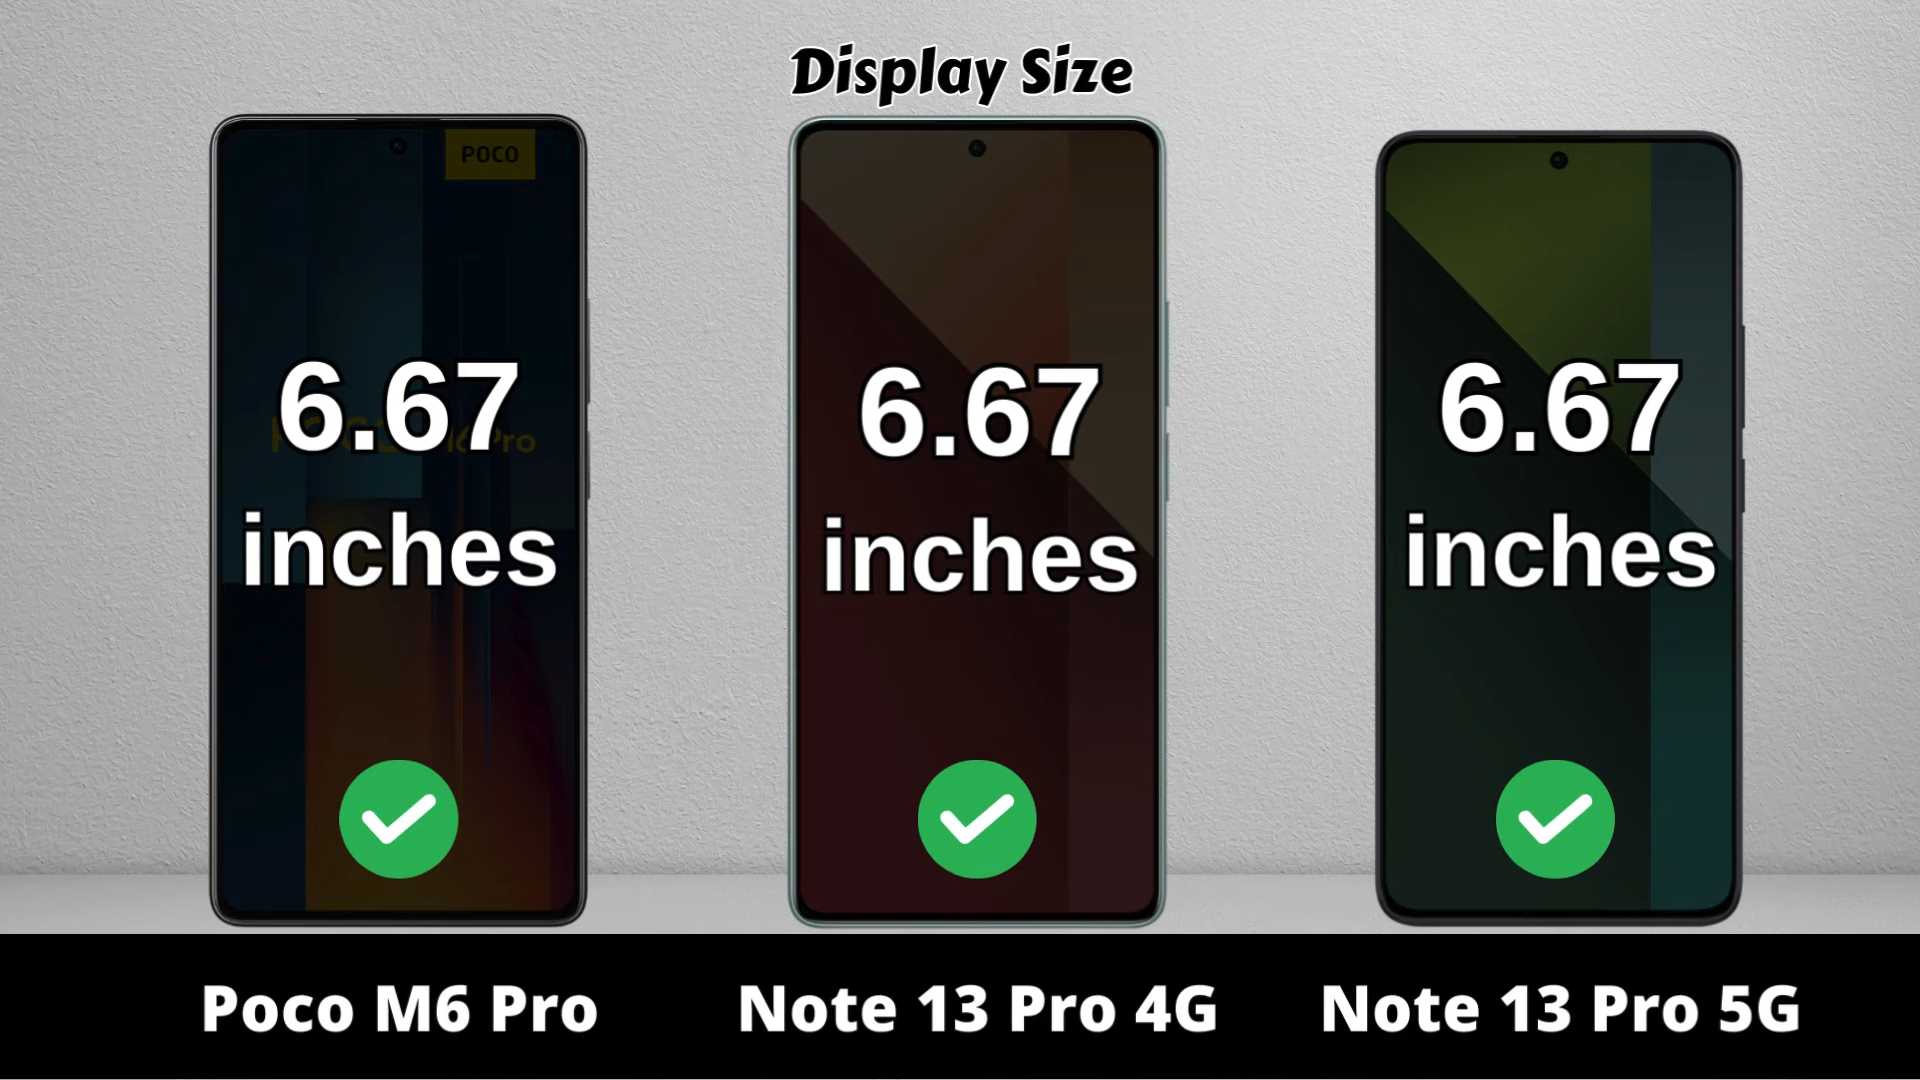 Display Size
POCO
6.67
inches
6.67
inches
6.67
inches
Poco M6 Pro
Note 13 Pro 4G
Note 13 Pro 5G